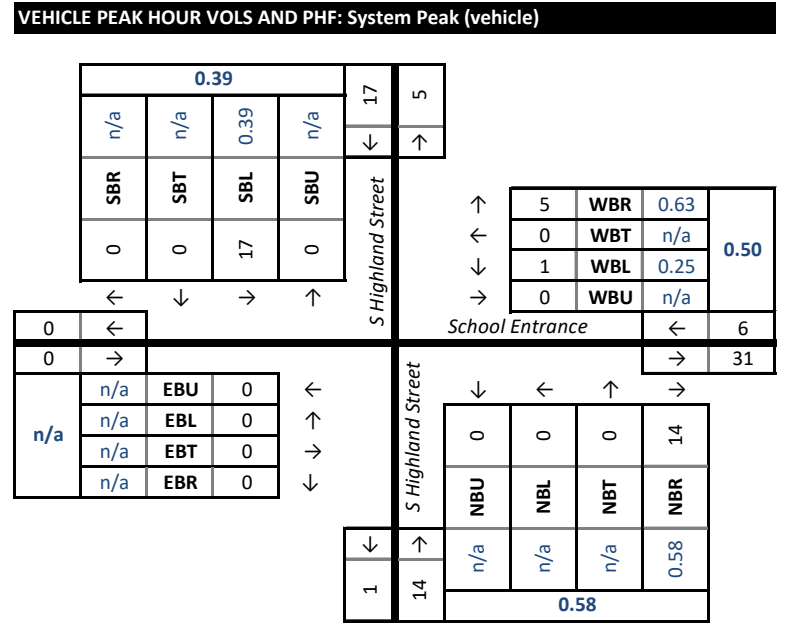 VEHICLE PEAK HOUR VOLS AND PHF: System Peak (vehicle)
0.39
n/a n/a 0.39 n/a
SBR SBT SBL SBU
0 0 17 0
← ↓ → ↑
17 5
↓ ↑
S Highland Street
↑ 5 WBR 0.63
← 0 WBT n/a
↓ 1 WBL 0.25
→ 0 WBU n/a
0.50
School Entrance ← 6
→ 31
0 ←
0 →
n/a
n/a EBU 0 ←
n/a EBL 0 ↑
n/a EBT 0 →
n/a EBR 0 ↓
S Highland Street
↓ ↑
1 14
↓ ← ↑ →
0 0 0 14
NBU NBL NBT NBR
n/a n/a n/a 0.58
0.58